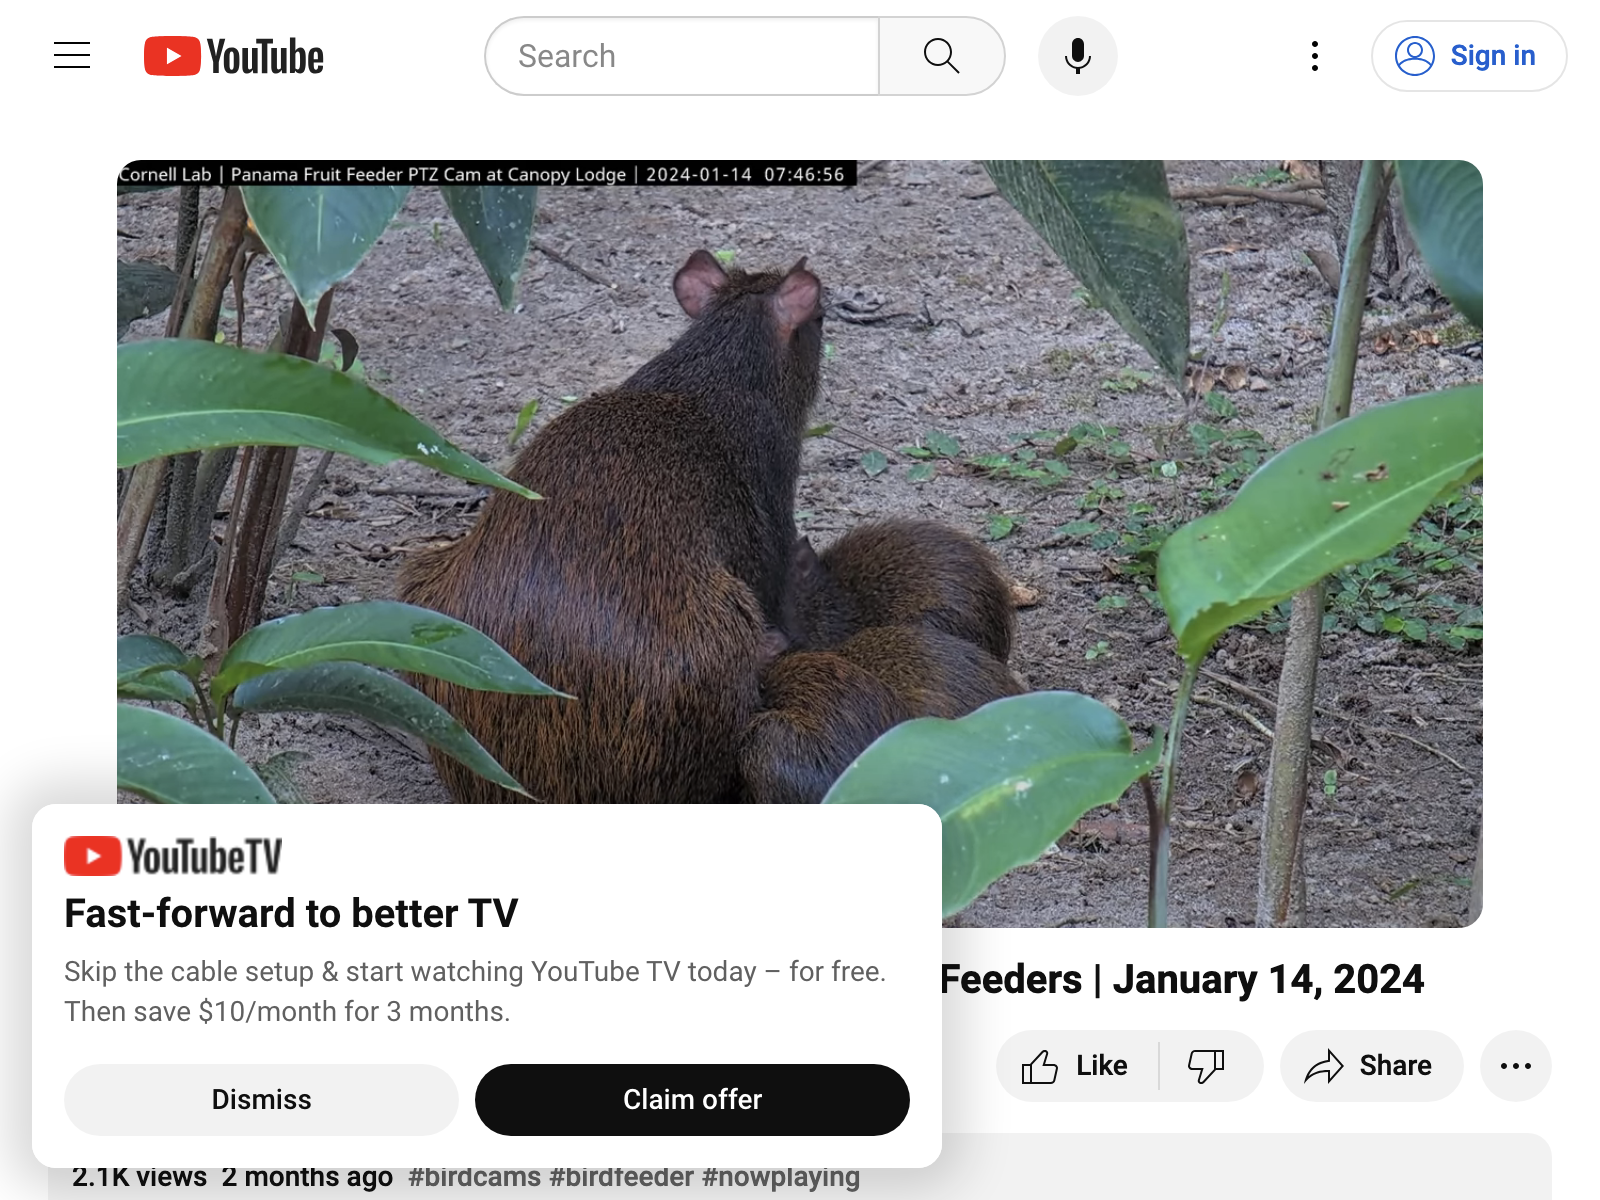 YouTube
Search
Sign in
Cornell Lab | Panama Fruit Feeder PTZ Cam at Canopy Lodge | 2024-01-14 07:46:56
YouTubeTV
Fast-forward to better TV
Skip the cable setup & start watching YouTube TV today – for free.
Then save $10/month for 3 months.
Dismiss
Claim offer
Feeders | January 14, 2024
Like
Share
2.1K views 2 months ago #birdcams #birdfeeder #nowplaying